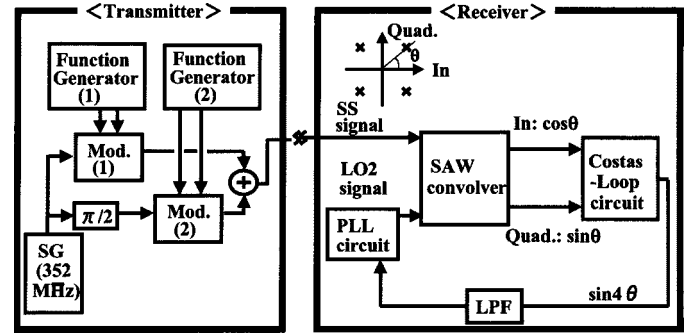 <Transmitter>
Function
Generator
(1)
Function
Generator
(2)
Mod.
(1)
π/2
Mod.
(2)
SG
(352
MHz)
<Receiver>
Quad.
θ
In
SS
signal
LO2
signal
SAW
convolver
In: cosθ
Quad.: sinθ
Costas
-Loop
circuit
PLL
circuit
LPF
sin4 θ